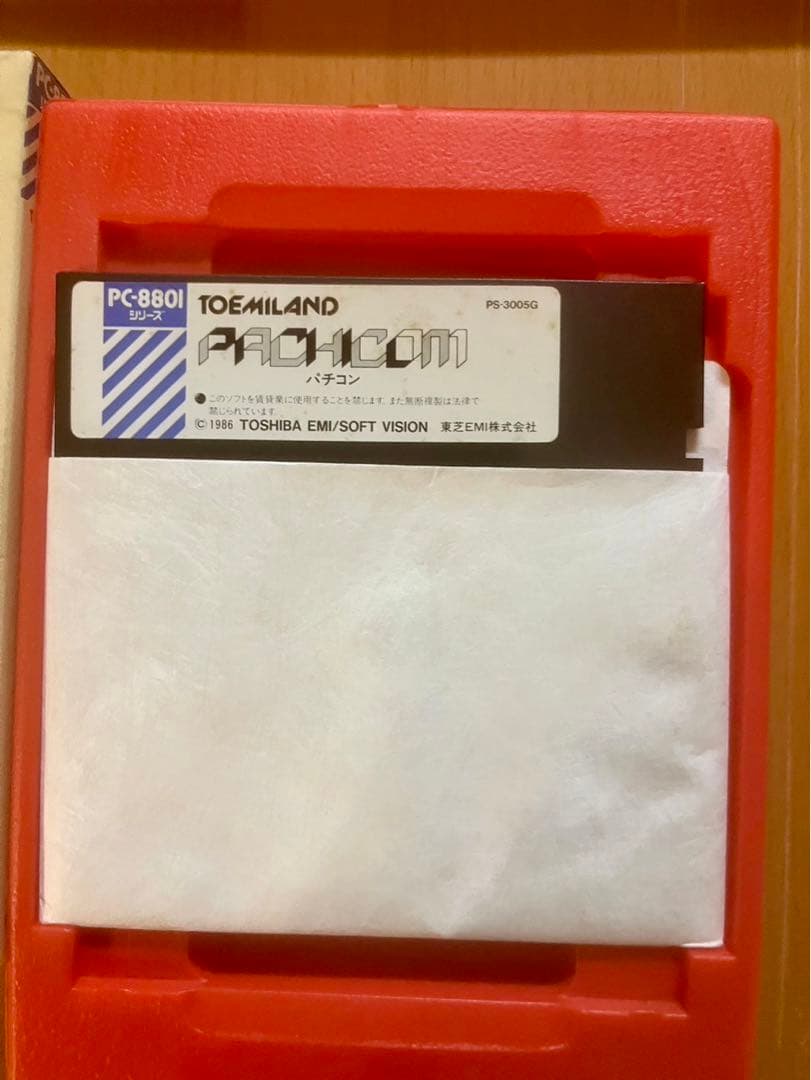 PC-8801
シリーズ
TOEMILAND
PS-3005G
PACHICOM
パチコン
●このソフトを賃貸業に使用することを禁じます。また無断複製は法律で
禁じられています。
© 1986 TOSHIBA EMI/SOFT VISION 東芝EMI株式会社